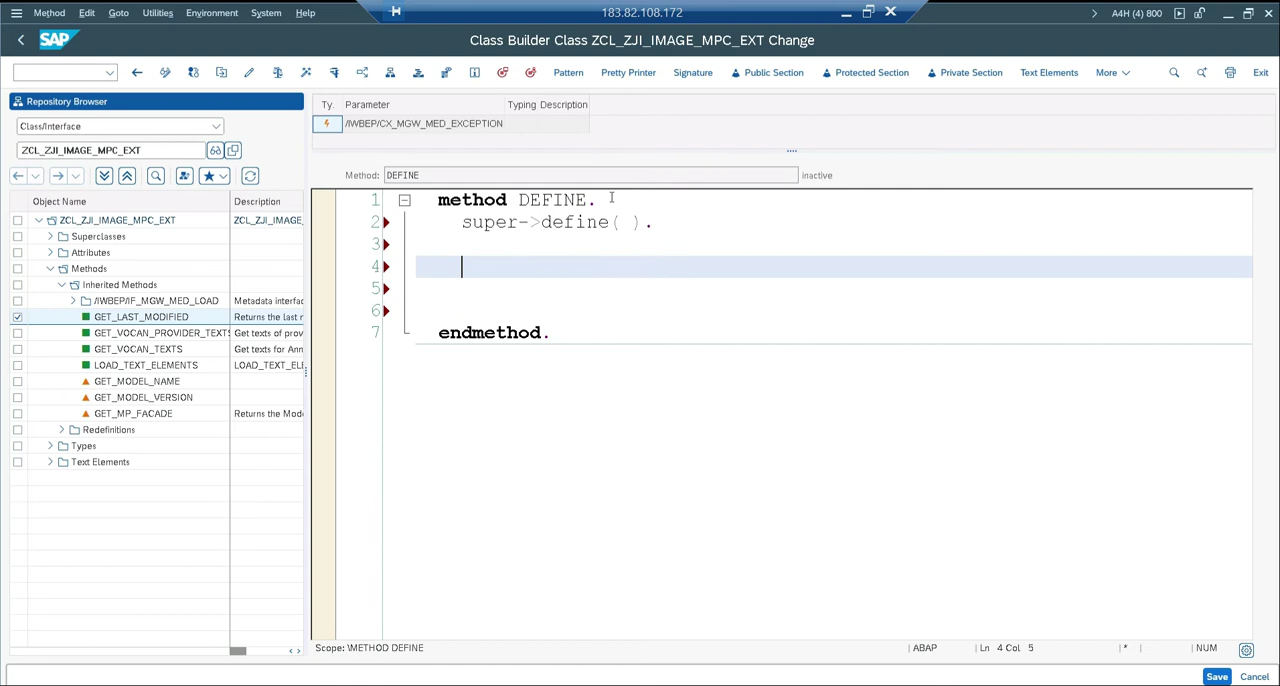 Method Edit Goto Utilities Environment System Help 183.82.108.172 A4H (4) 800
SAP Class Builder Class ZCL_ZJI_IMAGE_MPC_EXT Change
Pattern Pretty Printer Signature Public Section Protected Section Private Section Text Elements More Exit
Repository Browser
Class/Interface
ZCL_ZJI_IMAGE_MPC_EXT
Object Name Description
ZCL_ZJI_IMAGE_MPC_EXT ZCL_ZJI_IMAGE_
Superclasses
Attributes
Methods
Inherited Methods
/IWBEP/IF_MGW_MED_LOAD Metadata interfac
GET_LAST_MODIFIED Returns the last r
GET_VOCAN_PROVIDER_TEXTS Get texts of prov
GET_VOCAN_TEXTS Get texts for Ann
LOAD_TEXT_ELEMENTS LOAD_TEXT_ELE
GET_MODEL_NAME
GET_MODEL_VERSION
GET_MP_FACADE Returns the Mode
Redefinitions
Types
Text Elements
Ty. Parameter Typing Description
/IWBEP/CX_MGW_MED_EXCEPTION
Method: DEFINE Inactive
1 method DEFINE.
2 super->define( ).
3
4
5
6
7 endmethod.
Scope: \METHOD DEFINE ABAP Ln 4 Col 5 * NUM
Save Cancel